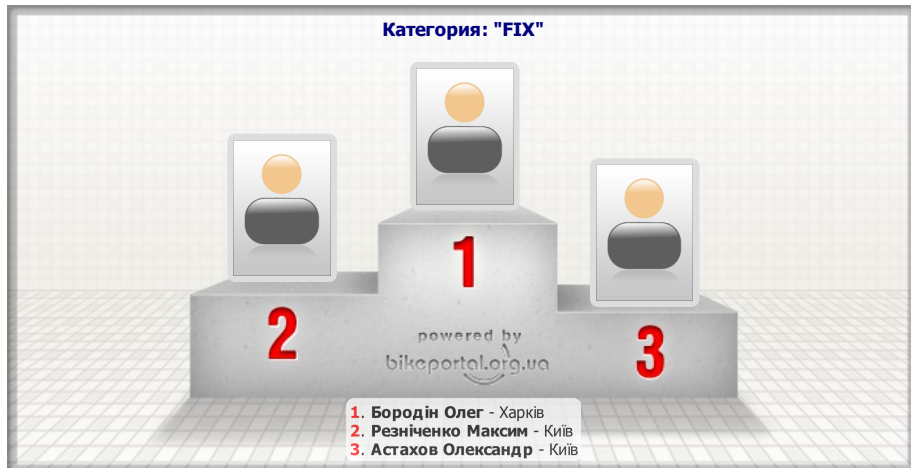 Категория: "FIX"
1
2
3
powered by
bikeportal.org.ua
1. Бородін Олег - Харків
2. Резніченко Максим - Київ
3. Астахов Олександр - Київ